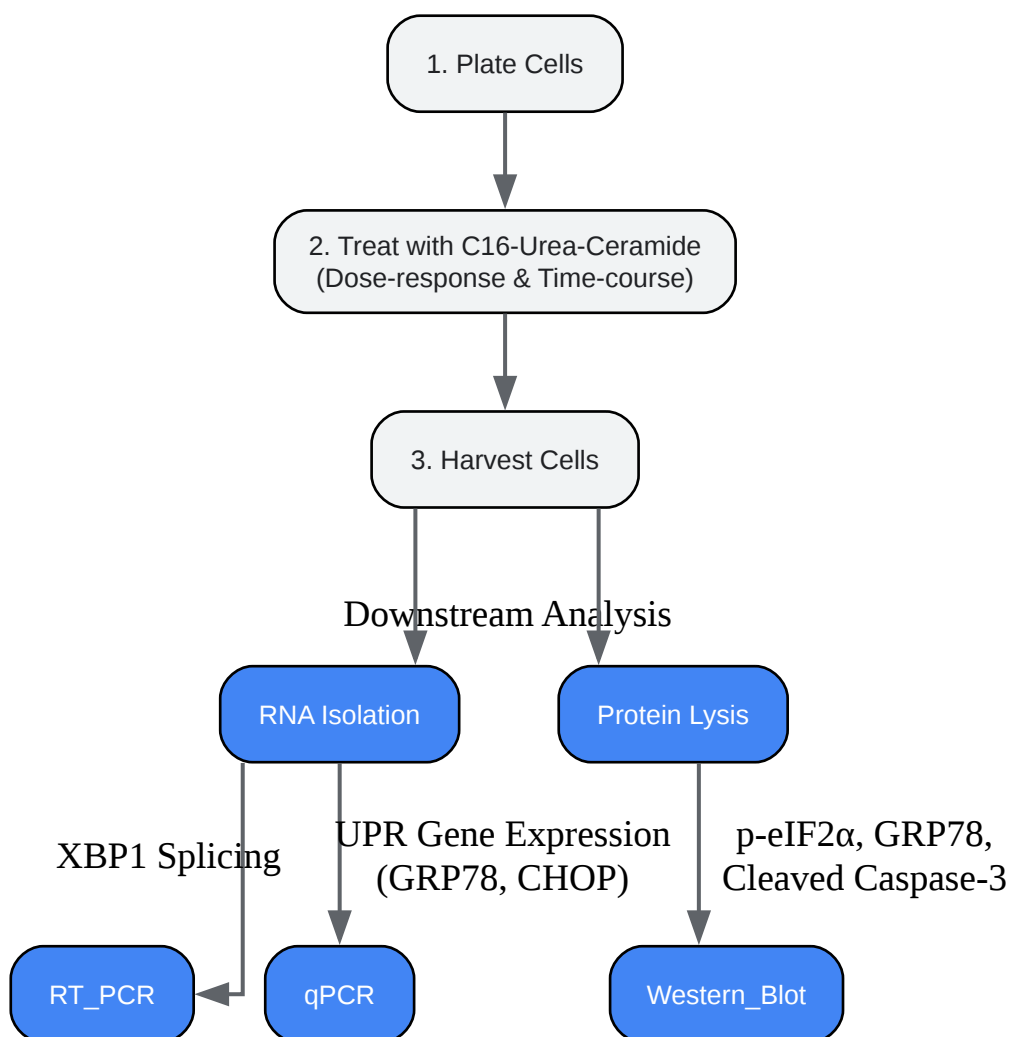 1. Plate Cells
2. Treat with C16-Urea-Ceramide
(Dose-response & Time-course)
3. Harvest Cells
Downstream Analysis
RNA Isolation
Protein Lysis
XBP1 Splicing
UPR Gene Expression
(GRP78, CHOP)
p-eIF2α, GRP78,
Cleaved Caspase-3
RT_PCR
qPCR
Western_Blot